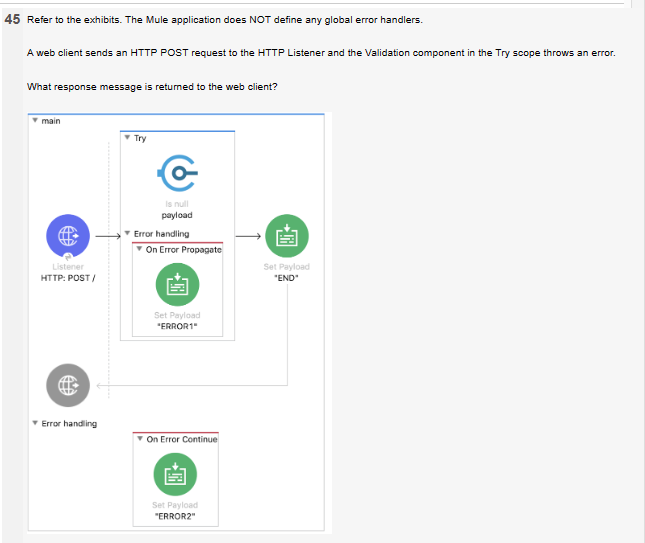 45 Refer to the exhibits. The Mule application does NOT define any global error handlers.
A web client sends an HTTP POST request to the HTTP Listener and the Validation component in the Try scope throws an error.
What response message is returned to the web client?
main
Try
Is null
payload
Error handling
On Error Propagate
Listener
HTTP: POST /
Set Payload
"END"
Set Payload
"ERROR1"
Error handling
On Error Continue
Set Payload
"ERROR2"